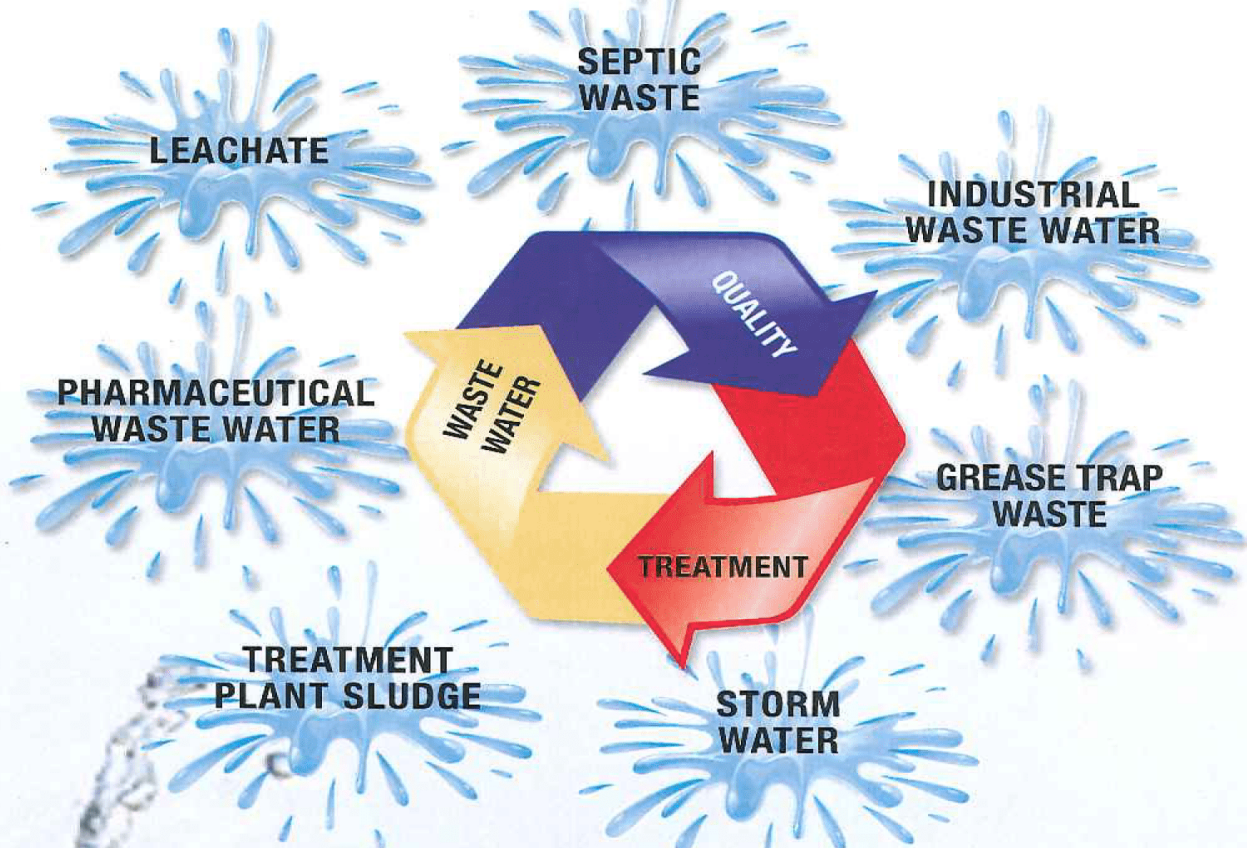 SEPTIC
WASTE
LEACHATE
INDUSTRIAL
WASTE WATER
QUALITY
PHARMACEUTICAL
WASTE WATER
WASTE
WATER
GREASE TRAP
WASTE
TREATMENT
TREATMENT
PLANT SLUDGE
STORM
WATER